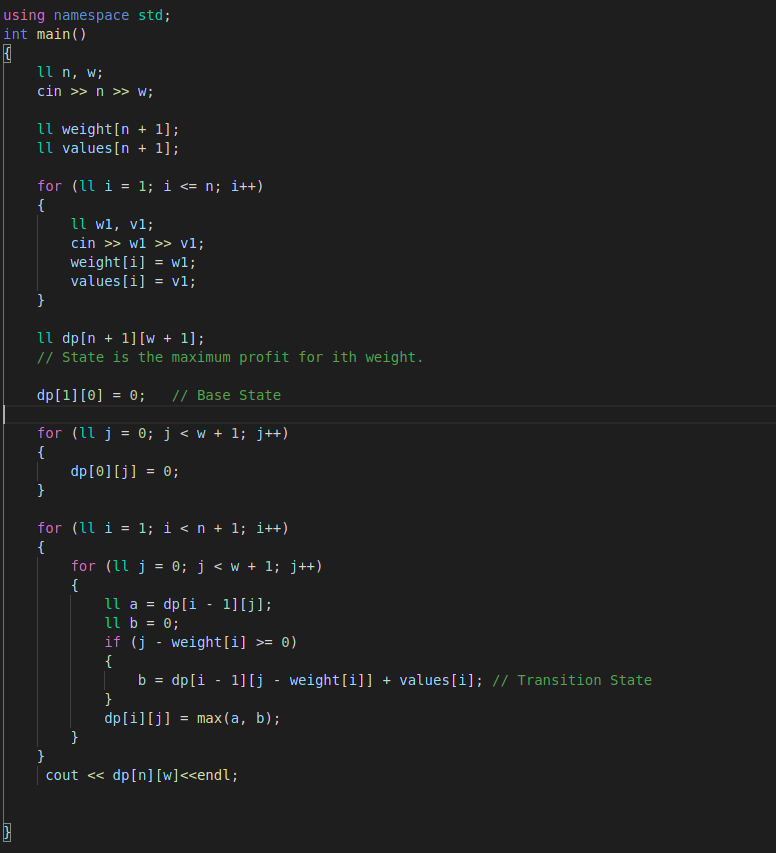 using namespace std;
int main()
{
    ll n, w;
    cin >> n >> w;

    ll weight[n + 1];
    ll values[n + 1];

    for (ll i = 1; i <= n; i++)
    {
        ll w1, v1;
        cin >> w1 >> v1;
        weight[i] = w1;
        values[i] = v1;
    }

    ll dp[n + 1][w + 1];
    // State is the maximum profit for ith weight.

    dp[1][0] = 0;   // Base State

    for (ll j = 0; j < w + 1; j++)
    {
        dp[0][j] = 0;
    }

    for (ll i = 1; i < n + 1; i++)
    {
        for (ll j = 0; j < w + 1; j++)
        {
            ll a = dp[i - 1][j];
            ll b = 0;
            if (j - weight[i] >= 0)
            {
                b = dp[i - 1][j - weight[i]] + values[i]; // Transition State
            }
            dp[i][j] = max(a, b);
        }
    }
     cout << dp[n][w]<<endl;


}